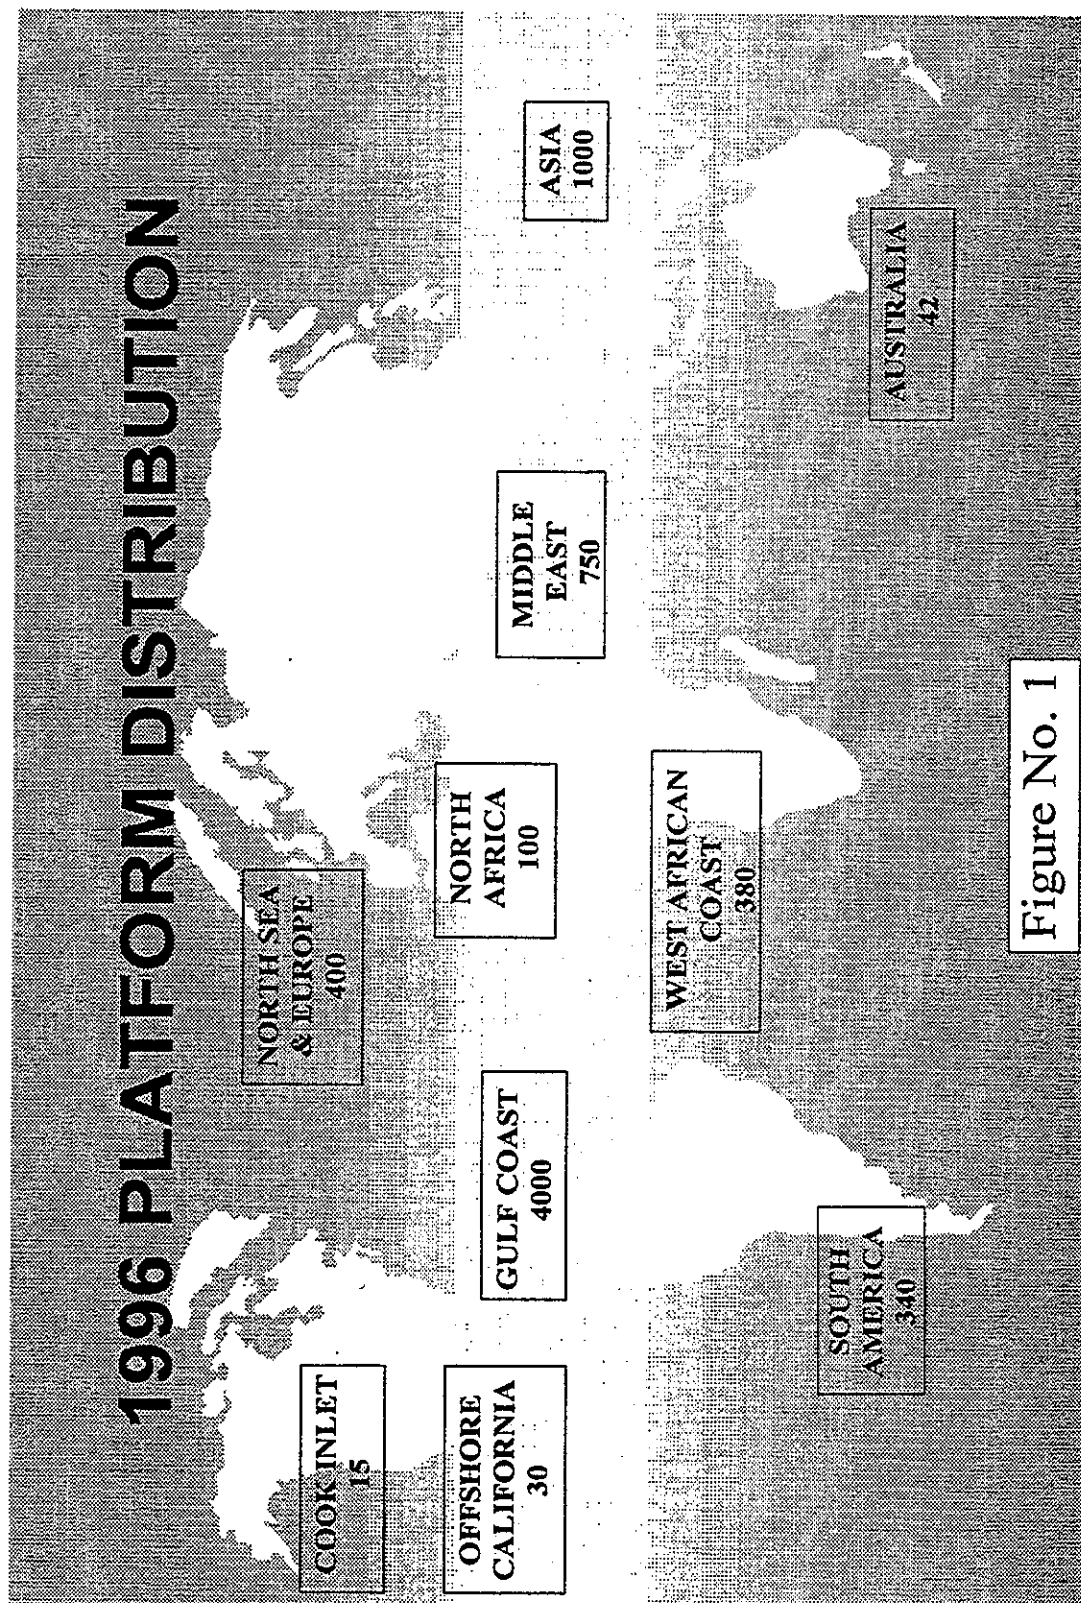 1996 PLATFORM DISTRIBUTION
COOK INLET
15
OFFSHORE
CALIFORNIA
30
GULF COAST
4000
NORTH SEA
& EUROPE
400
NORTH
AFRICA
100
MIDDLE
EAST
750
ASIA
1000
SOUTH
AMERICA
340
WEST AFRICAN
COAST
380
AUSTRALIA
42
Figure No. 1